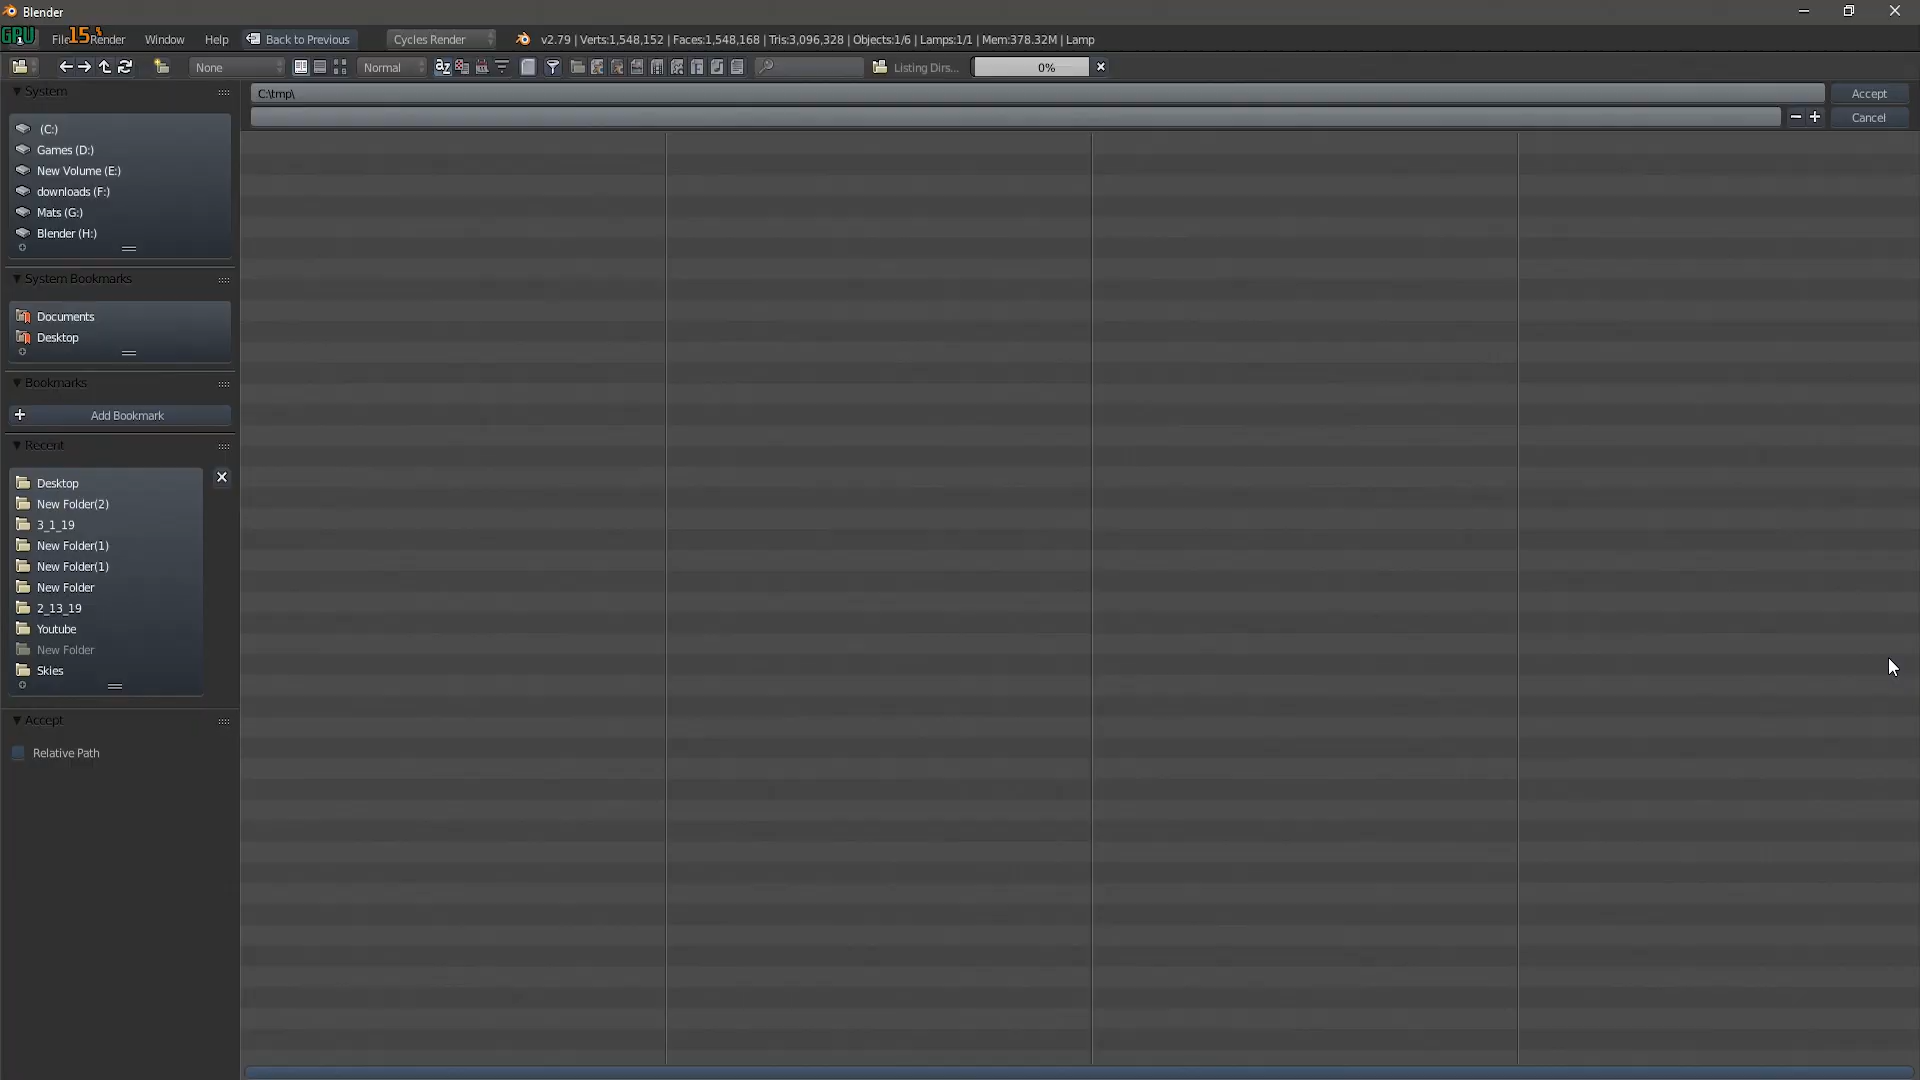 Blender
GPU 15
File Render Window Help Back to Previous Cycles Render v2.79 | Verts:1,548,152 | Faces:1,548,168 | Tris:3,096,328 | Objects:1/6 | Lamps:1/1 | Mem:378.32M | Lamp
None Normal Listing Dirs... 0%
System
C:\tmp\
Accept
Cancel
(C:)
Games (D:)
New Volume (E:)
downloads (F:)
Mats (G:)
Blender (H:)
System Bookmarks
Documents
Desktop
Bookmarks
Add Bookmark
Recent
Desktop
New Folder(2)
3_1_19
New Folder(1)
New Folder(1)
New Folder
2_13_19
Youtube
New Folder
Skies
Accept
Relative Path